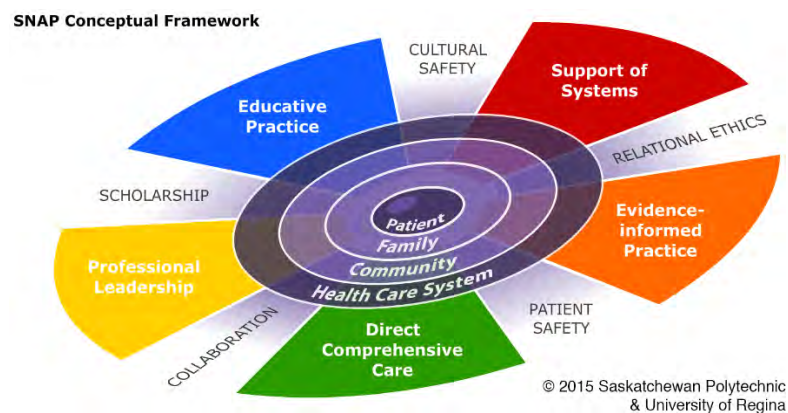 SNAP Conceptual Framework
CULTURAL
SAFETY
Support of
Systems
Educative
Practice
RELATIONAL ETHICS
SCHOLARSHIP
Patient
Family
Community
Health Care System
Evidence-
informed
Practice
Professional
Leadership
PATIENT
SAFETY
COLLABORATION
Direct
Comprehensive
Care
© 2015 Saskatchewan Polytechnic
& University of Regina